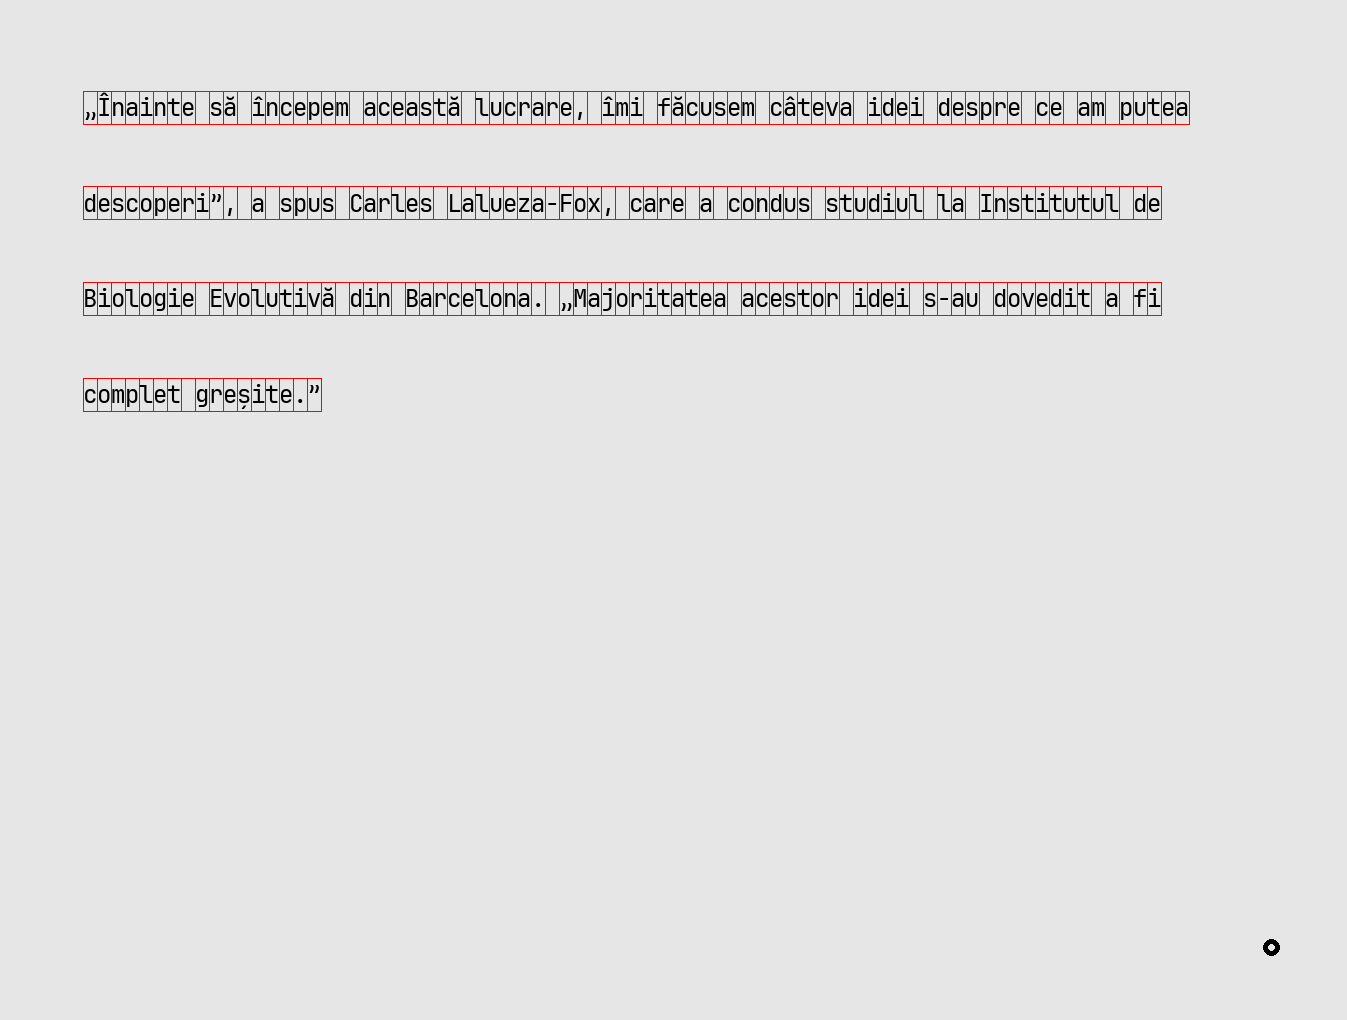 „Înainte să începem această lucrare, îmi făcusem câteva idei despre ce am putea
descoperi”, a spus Carles Lalueza-Fox, care a condus studiul la Institutul de
Biologie Evolutivă din Barcelona. „Majoritatea acestor idei s-au dovedit a fi
complet greșite.”